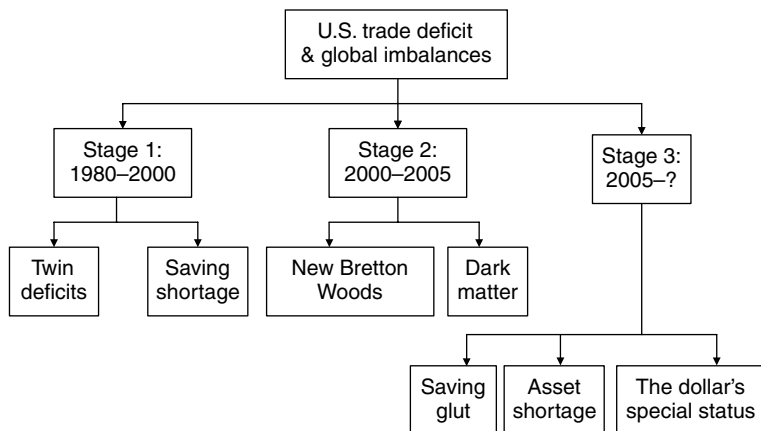 U.S. trade deficit
& global imbalances
Stage 1:
1980–2000
Stage 2:
2000–2005
Stage 3:
2005–?
Twin
deficits
Saving
shortage
New Bretton
Woods
Dark
matter
Saving
glut
Asset
shortage
The dollar's
special status